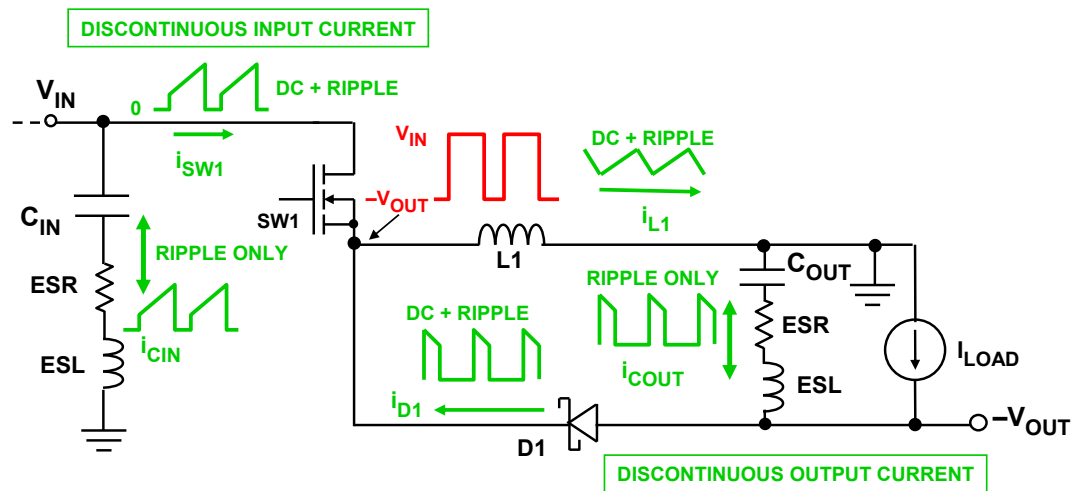 DISCONTINUOUS INPUT CURRENT
VIN
0
DC + RIPPLE
iSW1
VIN
DC + RIPPLE
iL1
–VOUT
SW1
CIN
RIPPLE ONLY
ESR
iCIN
ESL
L1
COUT
RIPPLE ONLY
ESR
iCOUT
ESL
ILOAD
DC + RIPPLE
iD1
D1
–VOUT
DISCONTINUOUS OUTPUT CURRENT